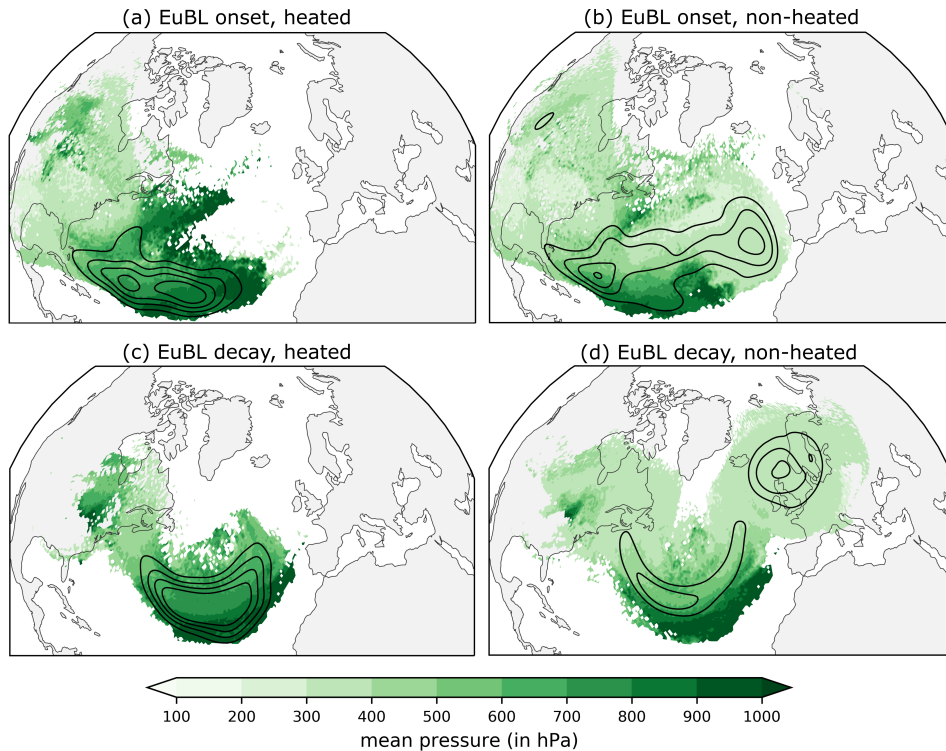 (a) EuBL onset, heated
(b) EuBL onset, non-heated
(c) EuBL decay, heated
(d) EuBL decay, non-heated
100 200 300 400 500 600 700 800 900 1000
mean pressure (in hPa)